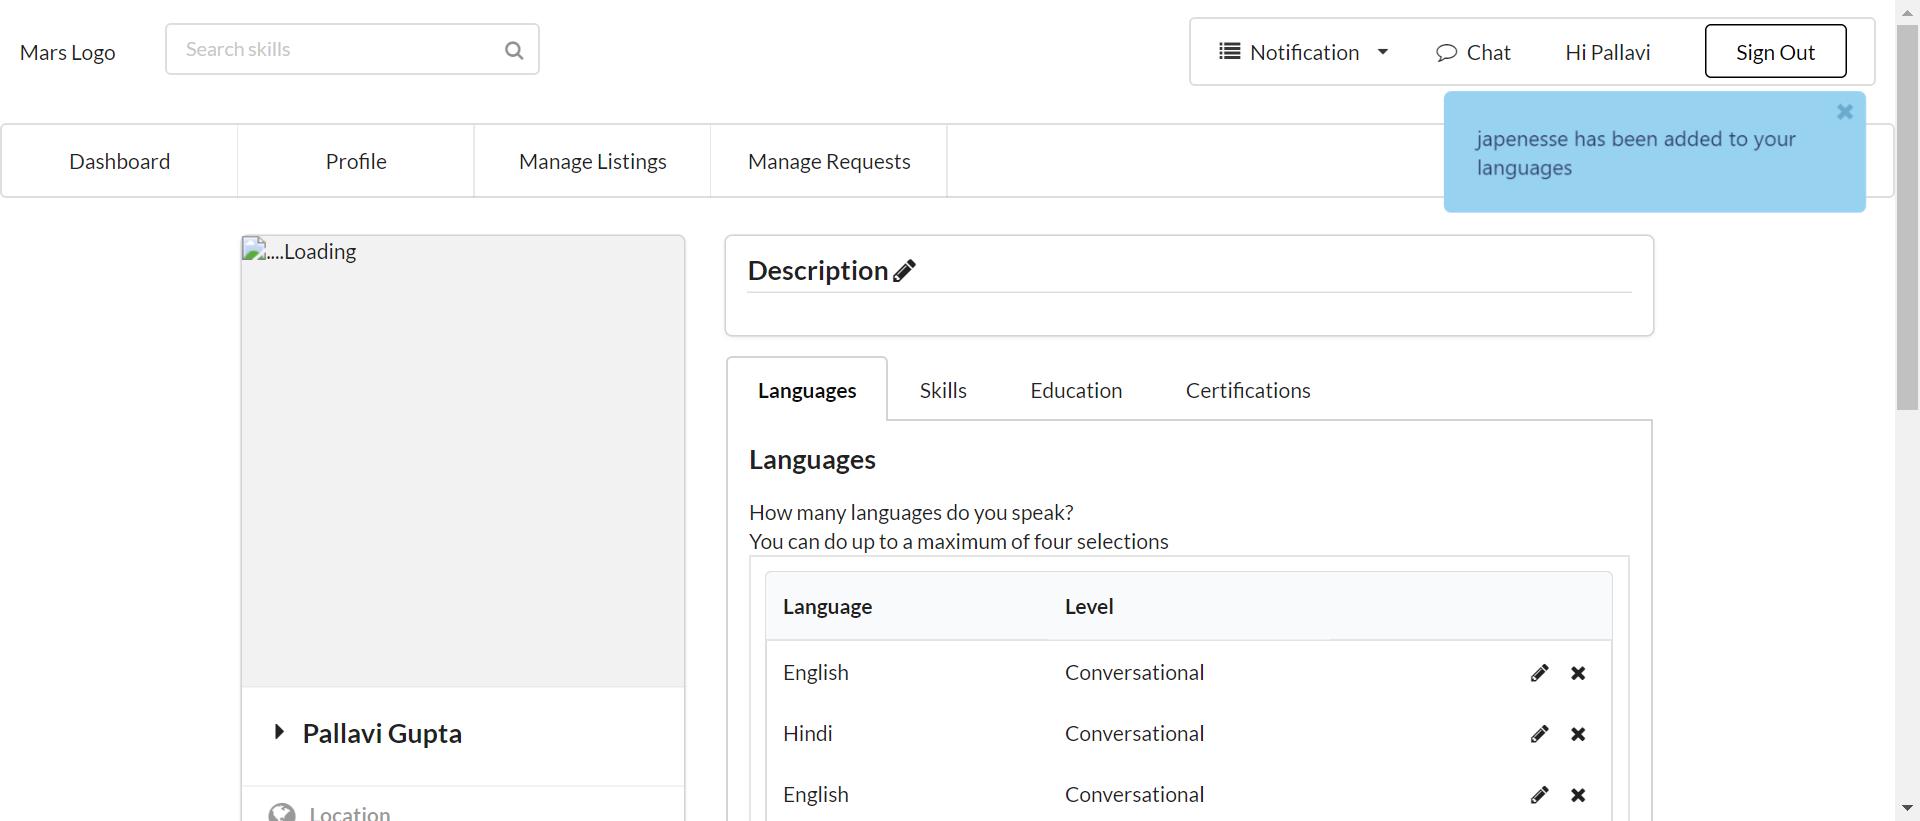 Mars Logo
Search skills
Notification
Chat
Hi Pallavi
Sign Out
japenesse has been added to your
languages
Dashboard
Profile
Manage Listings
Manage Requests
....Loading
Pallavi Gupta
Location
Description
Languages
Skills
Education
Certifications
Languages
How many languages do you speak?
You can do up to a maximum of four selections
Language Level
English Conversational
Hindi Conversational
English Conversational